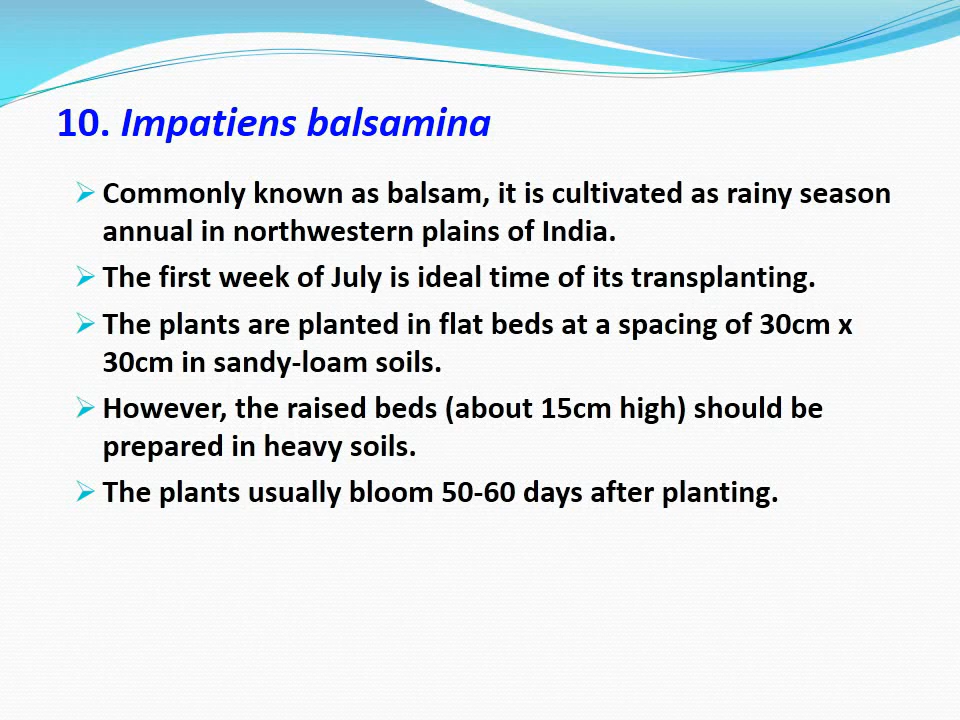 10. Impatiens balsamina
Commonly known as balsam, it is cultivated as rainy season
annual in northwestern plains of India.
The first week of July is ideal time of its transplanting.
The plants are planted in flat beds at a spacing of 30cm x
30cm in sandy-loam soils.
However, the raised beds (about 15cm high) should be
prepared in heavy soils.
The plants usually bloom 50-60 days after planting.